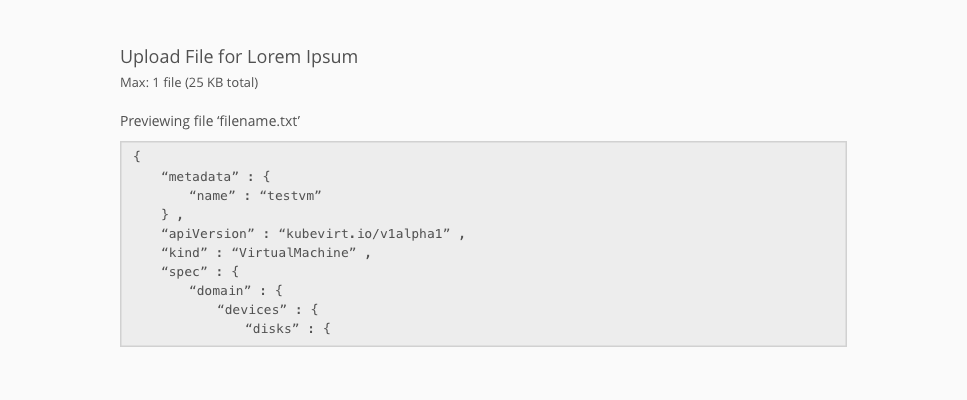 Upload File for Lorem Ipsum
Max: 1 file (25 KB total)
Previewing file ‘filename.txt’
{
“metadata” : {
“name” : “testvm”
} ,
“apiVersion” : “kubevirt.io/v1alpha1” ,
“kind” : “VirtualMachine” ,
“spec” : {
“domain” : {
“devices” : {
“disks” : {